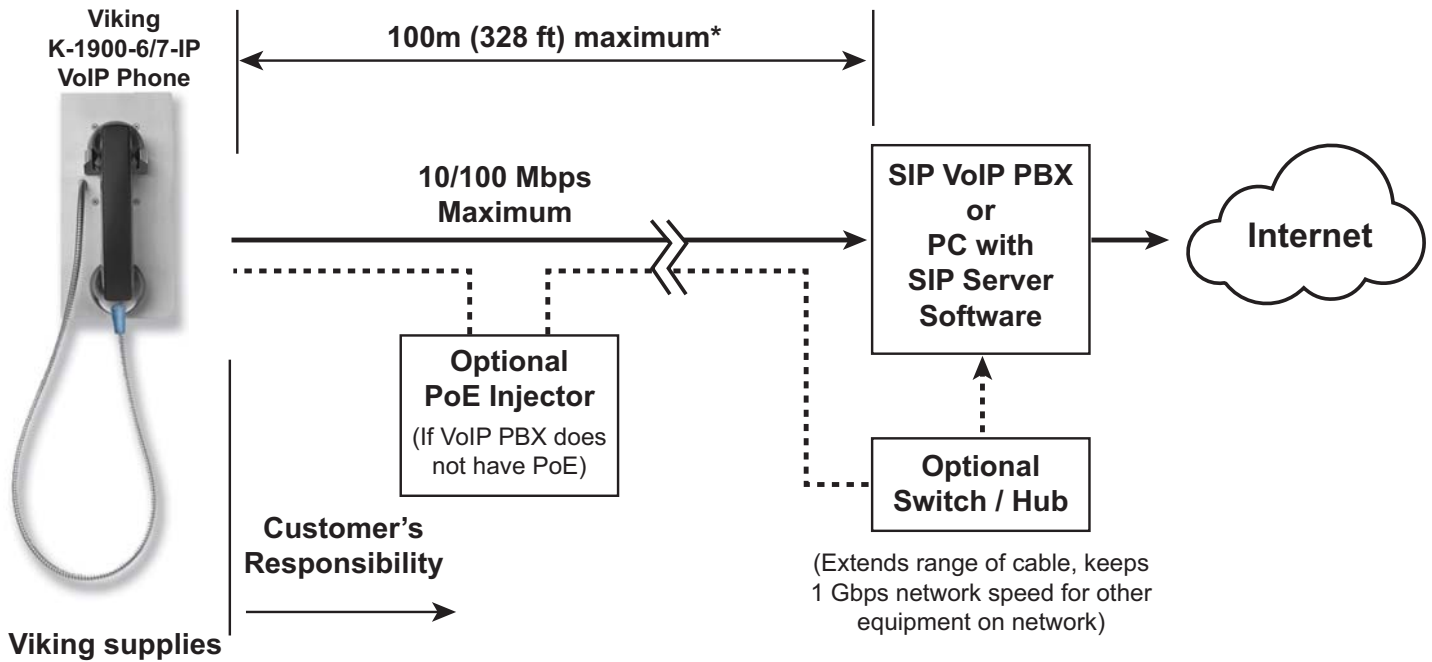 Viking
K-1900-6/7-IP
VoIP Phone
100m (328 ft) maximum*
10/100 Mbps
Maximum
SIP VoIP PBX
or
PC with
SIP Server
Software
Internet
Optional
PoE Injector
(If VoIP PBX does
not have PoE)
Optional
Switch / Hub
(Extends range of cable, keeps
1 Gbps network speed for other
equipment on network)
Customer’s
Responsibility
Viking supplies